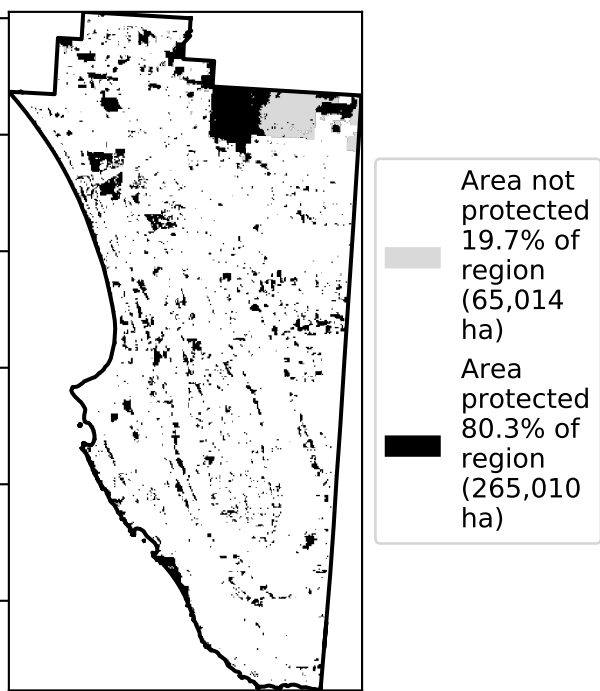 Area not
protected
19.7% of
region
(65,014
ha)
Area
protected
80.3% of
region
(265,010
ha)